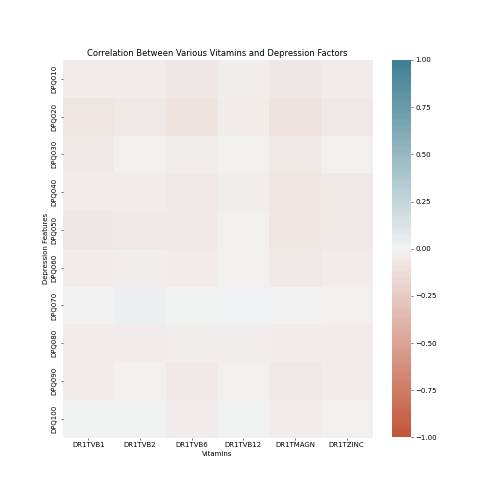 Correlation Between Various Vitamins and Depression Factors
Depression Features
DPQ010
DPQ020
DPQ030
DPQ040
DPQ050
DPQ060
DPQ070
DPQ080
DPQ090
DPQ100
DR1TVB1 DR1TVB2 DR1TVB6 DR1TVB12 DR1TMAGN DR1TZINC
Vitamins
1.00
0.75
0.50
0.25
0.00
−0.25
−0.50
−0.75
−1.00